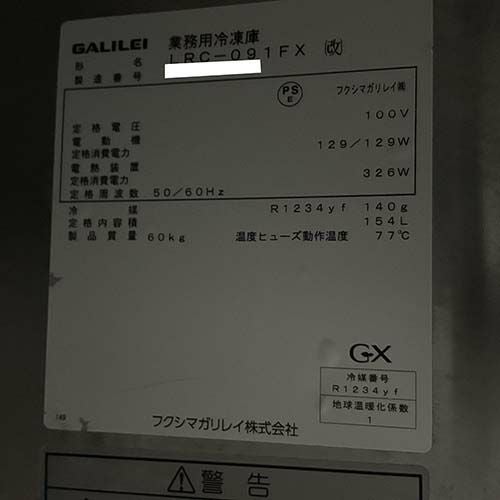 GALILEI 業務用冷凍庫
形名 LRC-091FX 改
製造番号
PS E フクシマガリレイ㈱
定格電圧 100V
電動機
定格消費電力 129/129W
電熱装置
定格消費電力 326W
定格周波数 50/60Hz
冷媒 R1234yf 140g
定格内容積 154L
製品質量 60kg 温度ヒューズ動作温度 77℃
GX
冷媒番号
R1234yf
地球温暖化係数
1
149
フクシマガリレイ株式会社
警告